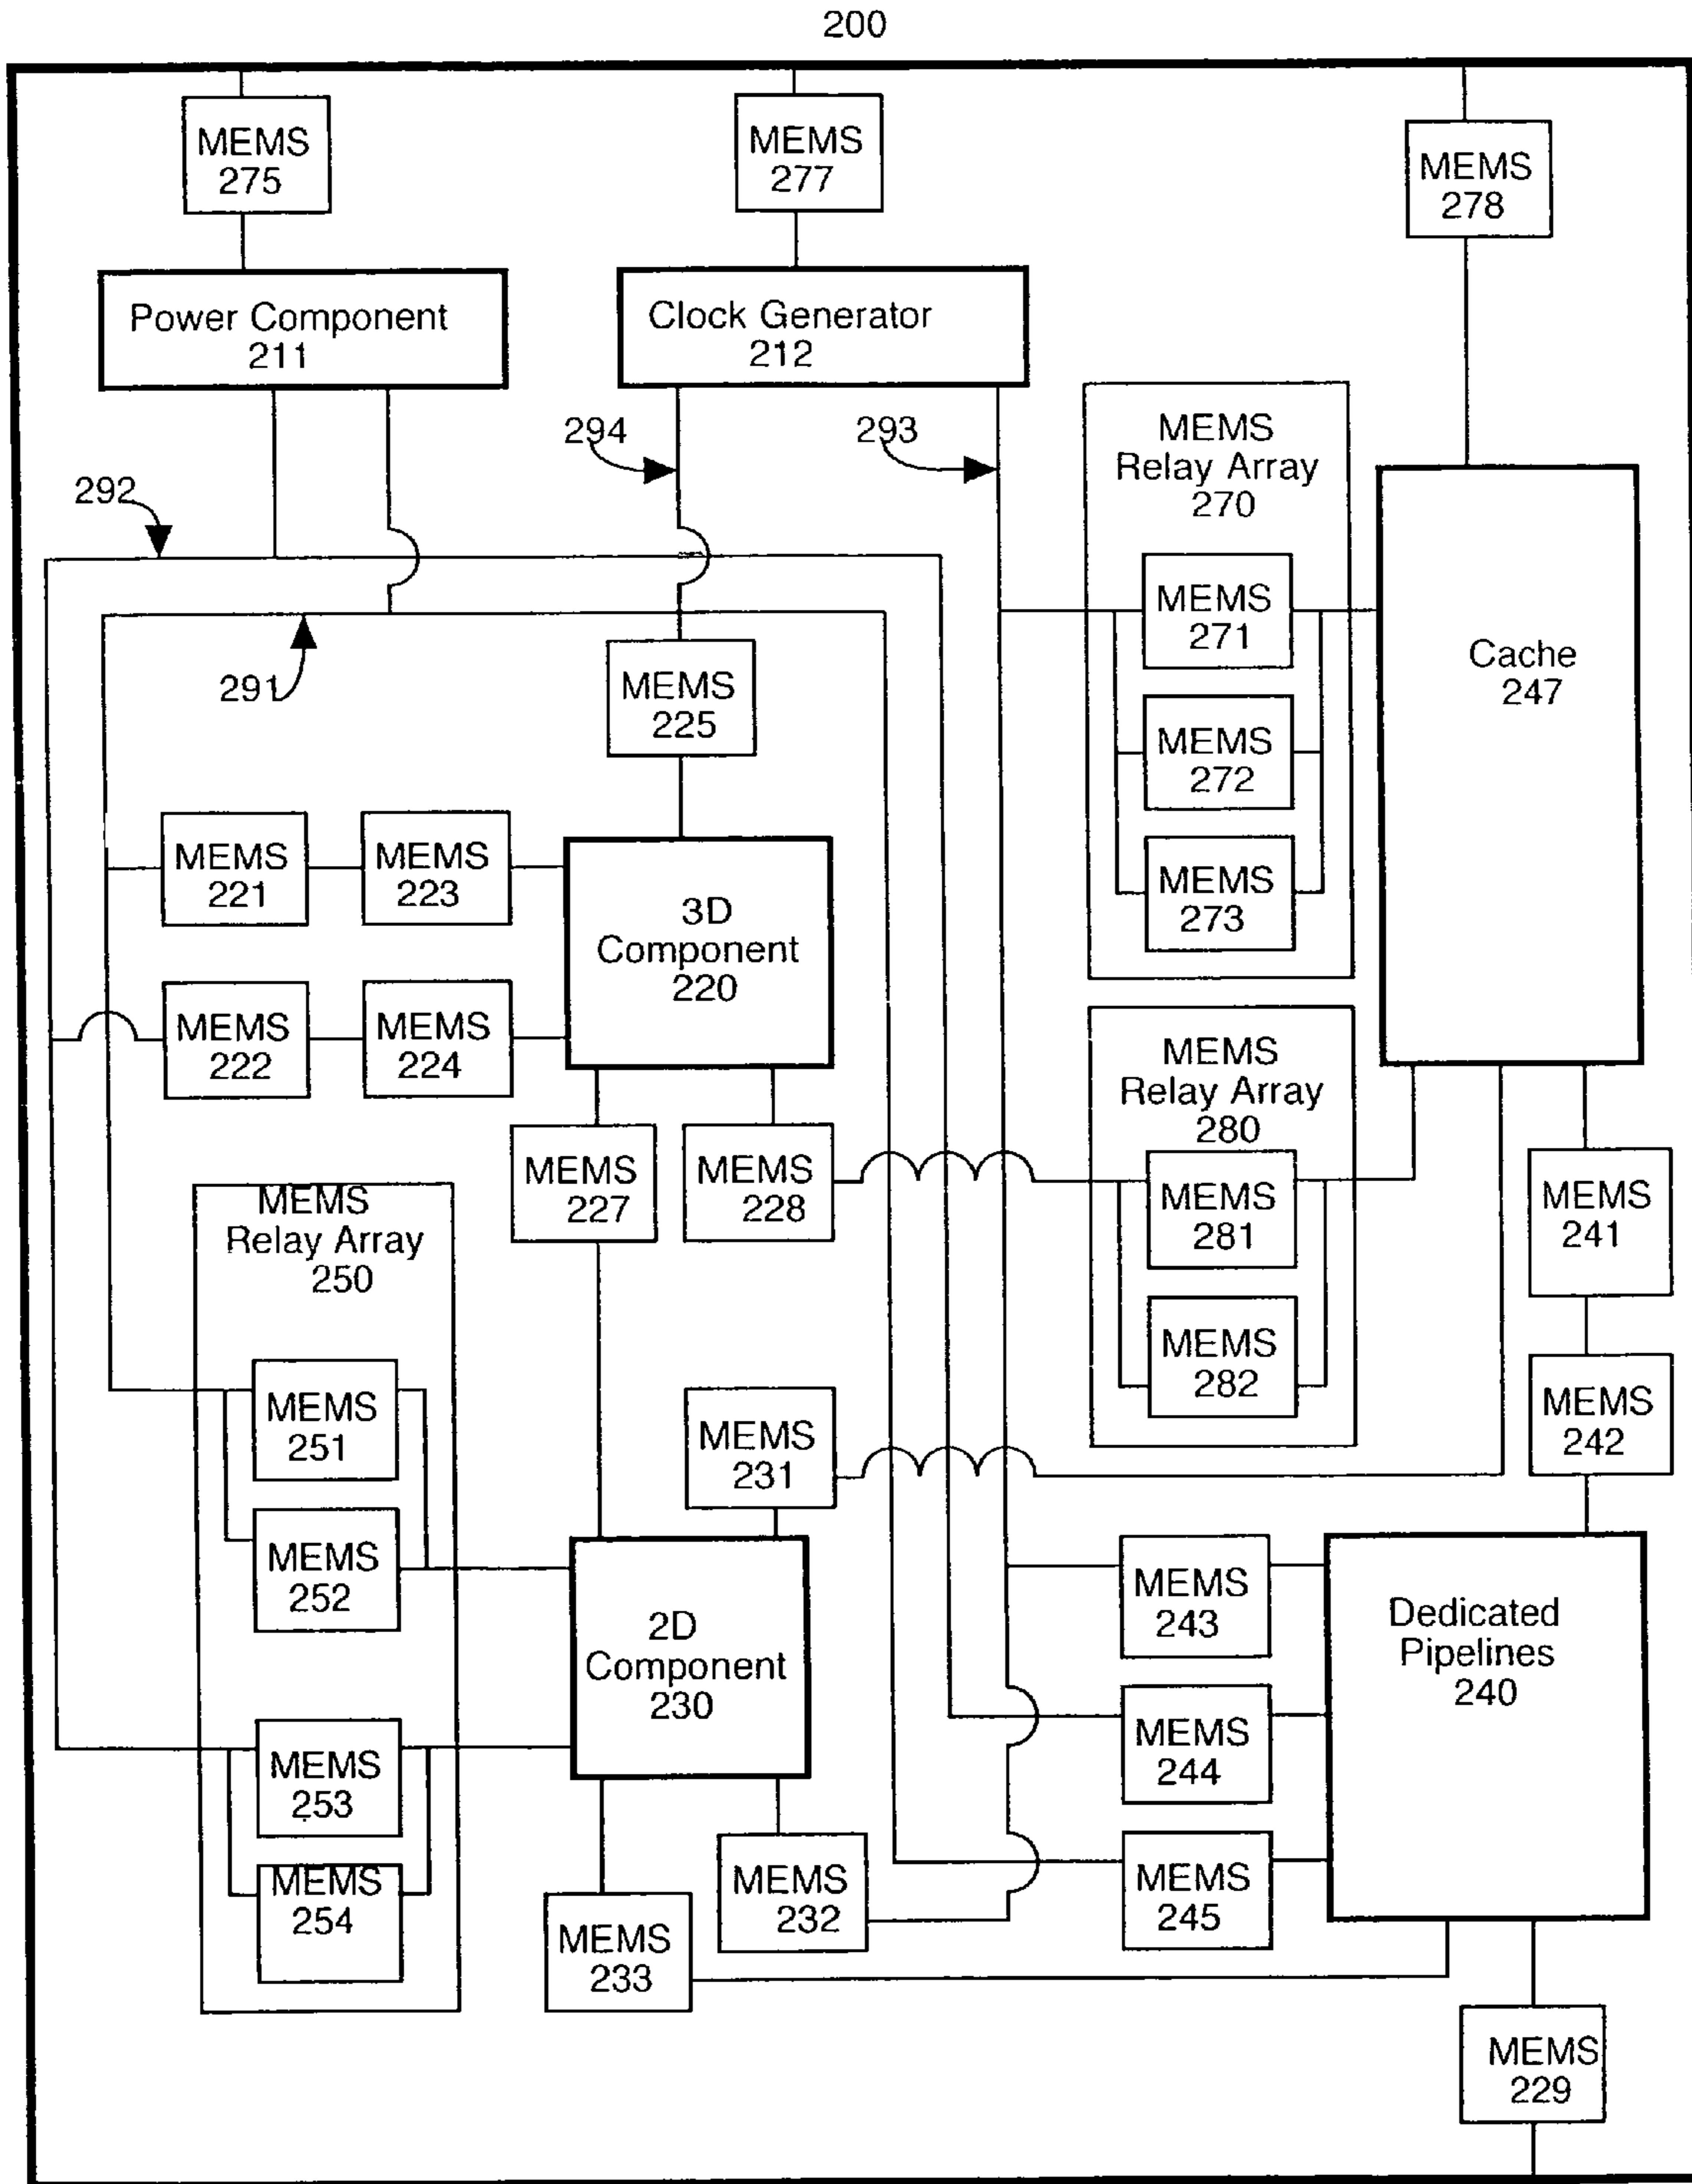 200
MEMS
275
MEMS
277
MEMS
278
Power Component
211
Clock Generator
212
294
293
292
291
MEMS
Relay Array
270
MEMS
271
MEMS
272
MEMS
273
Cache
247
MEMS
225
MEMS
221
MEMS
223
3D
Component
220
MEMS
222
MEMS
224
MEMS
227
MEMS
228
MEMS
Relay Array
280
MEMS
281
MEMS
282
MEMS
241
MEMS
242
MEMS
Relay Array
250
MEMS
251
MEMS
252
MEMS
253
MEMS
254
MEMS
231
2D
Component
230
MEMS
232
MEMS
233
MEMS
243
MEMS
244
MEMS
245
Dedicated
Pipelines
240
MEMS
229